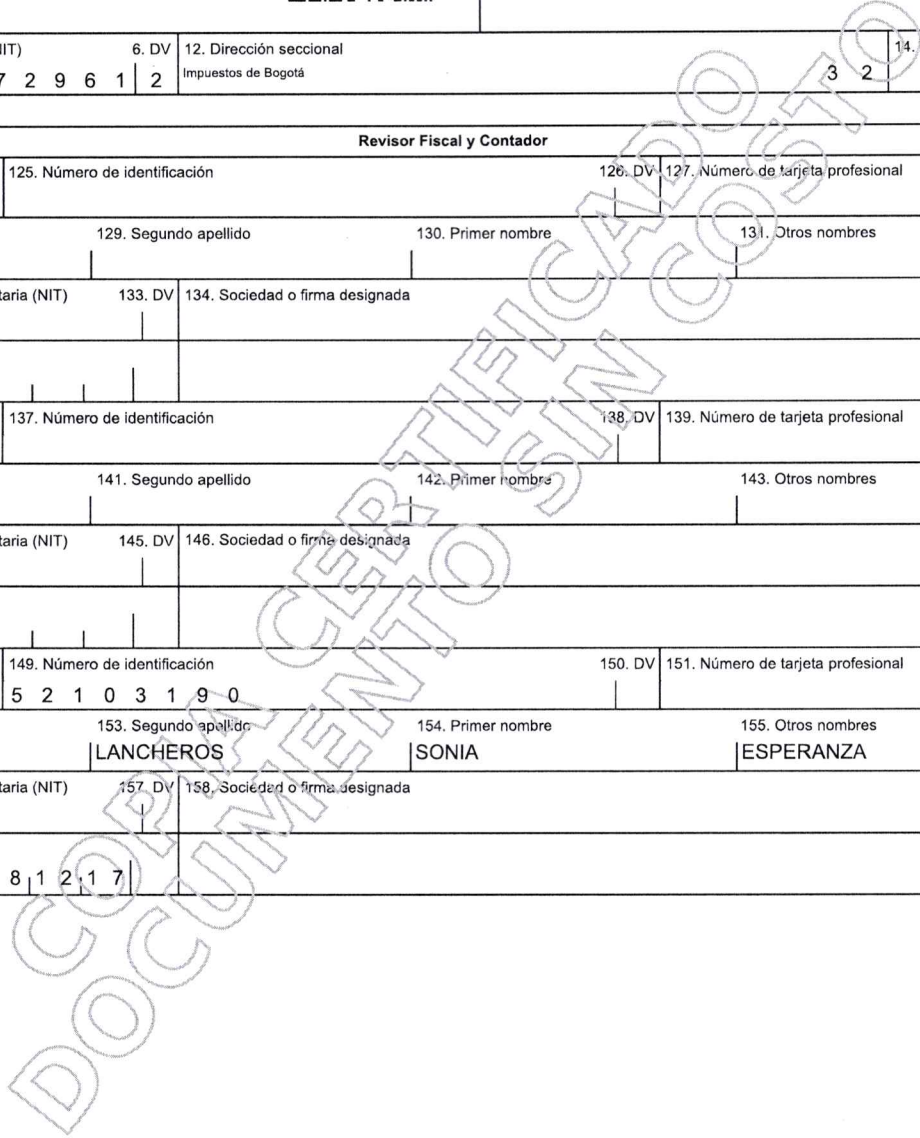 IIT) 6. DV 12. Dirección seccional 14.
7 2 9 6 1 2 Impuestos de Bogotá 3 2
Revisor Fiscal y Contador
125. Número de identificación 126. DV 127. Número de tarjeta profesional
129. Segundo apellido 130. Primer nombre 131. Otros nombres
taria (NIT) 133. DV 134. Sociedad o firma designada
137. Número de identificación 138. DV 139. Número de tarjeta profesional
141. Segundo apellido 142. Primer nombre 143. Otros nombres
taria (NIT) 145. DV 146. Sociedad o firma designada
149. Número de identificación 150. DV 151. Número de tarjeta profesional
5 2 1 0 3 1 9 0
153. Segundo apellido 154. Primer nombre 155. Otros nombres
LANCHEROS SONIA ESPERANZA
taria (NIT) 157. DV 158. Sociedad o firma designada
8 1 2 1 7
COPIA CERTIFICADO
DOCUMENTO SIN COSTO